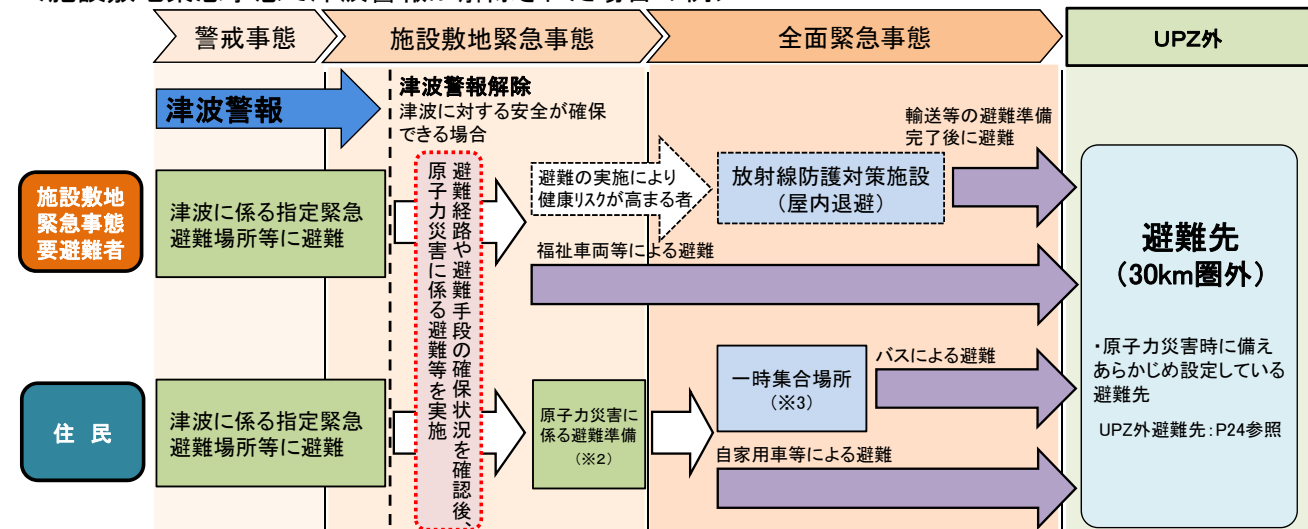 警戒事態
施設敷地緊急事態
全面緊急事態
UPZ外
津波警報
津波警報解除
津波に対する安全が確保
できる場合
輸送等の避難準備
完了後に避難
施設敷地
緊急事態
要避難者
津波に係る指定緊急
避難場所等に避難
避難経路や避難手段の確保状況を確認後、
原子力災害に係る避難等を実施
避難の実施により
健康リスクが高まる者
放射線防護対策施設
(屋内退避)
福祉車両等による避難
避難先
(30km圏外)
・原子力災害時に備え
あらかじめ設定している
避難先
UPZ外避難先:P24参照
住 民
津波に係る指定緊急
避難場所等に避難
原子力災害に
係る避難準備
(※2)
一時集合場所
(※3)
バスによる避難
自家用車等による避難